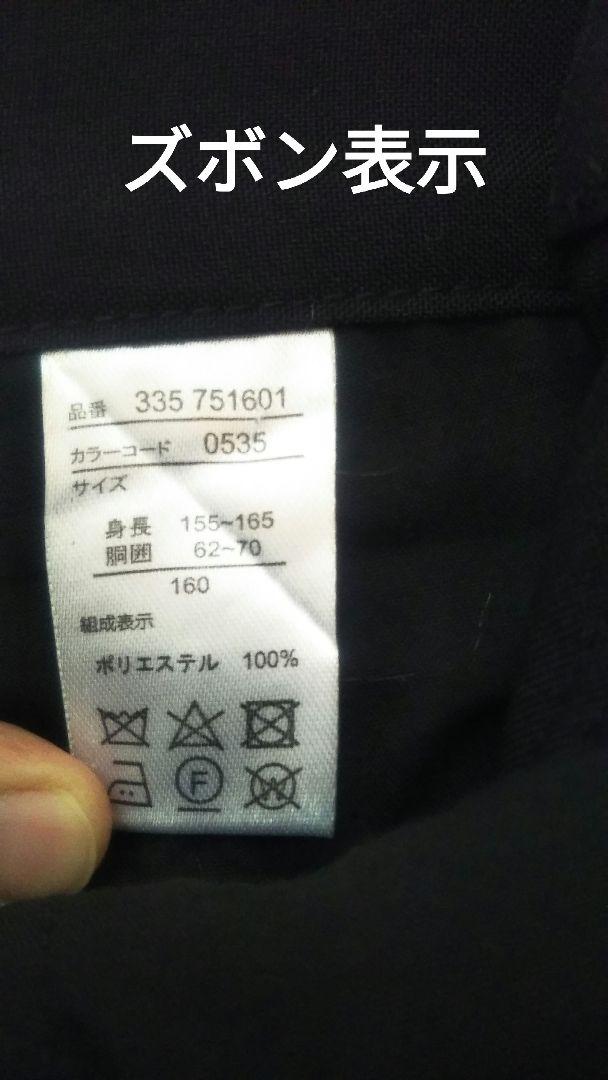 ズボン表示
品番 335 751601
カラーコード 0535
サイズ
身長 155~165
胴囲 62~70
160
組成表示
ポリエステル 100%
F
W